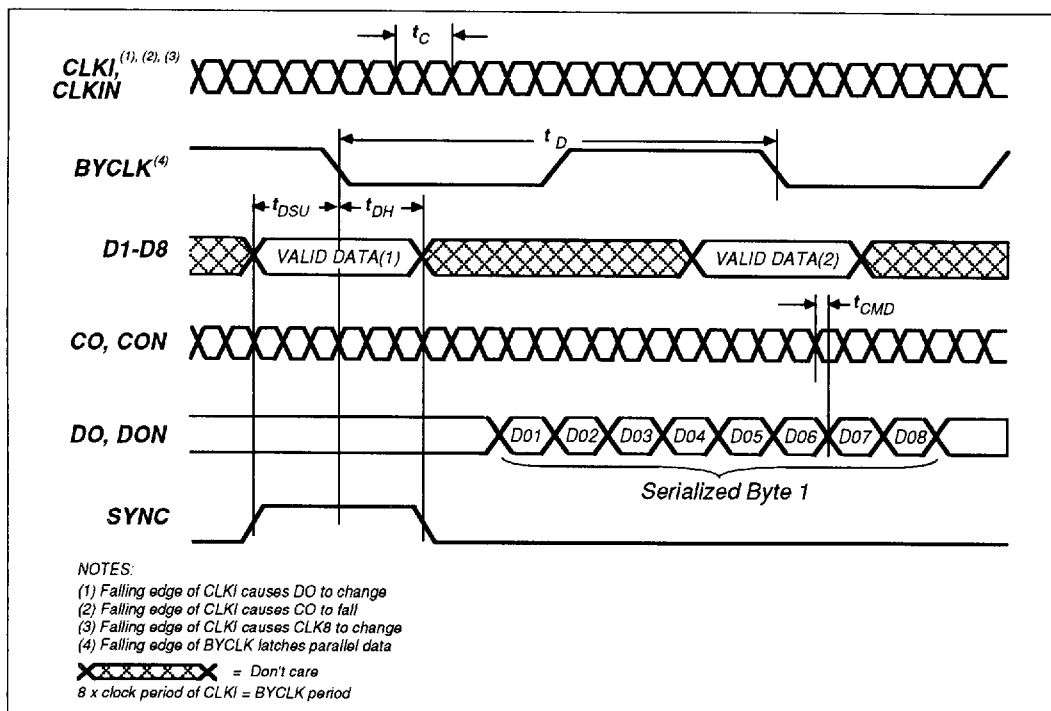 t_C
CLKI, (1), (2), (3)
CLKIN
t_D
BYCLK(4)
t_DSU
t_DH
D1-D8
VALID DATA(1)
VALID DATA(2)
t_CMD
CO, CON
DO, DON
D01 D02 D03 D04 D05 D06 D07 D08
Serialized Byte 1
SYNC
NOTES:
(1) Falling edge of CLKI causes DO to change
(2) Falling edge of CLKI causes CO to fall
(3) Falling edge of CLKI causes CLK8 to change
(4) Falling edge of BYCLK latches parallel data
= Don't care
8 x clock period of CLKI = BYCLK period